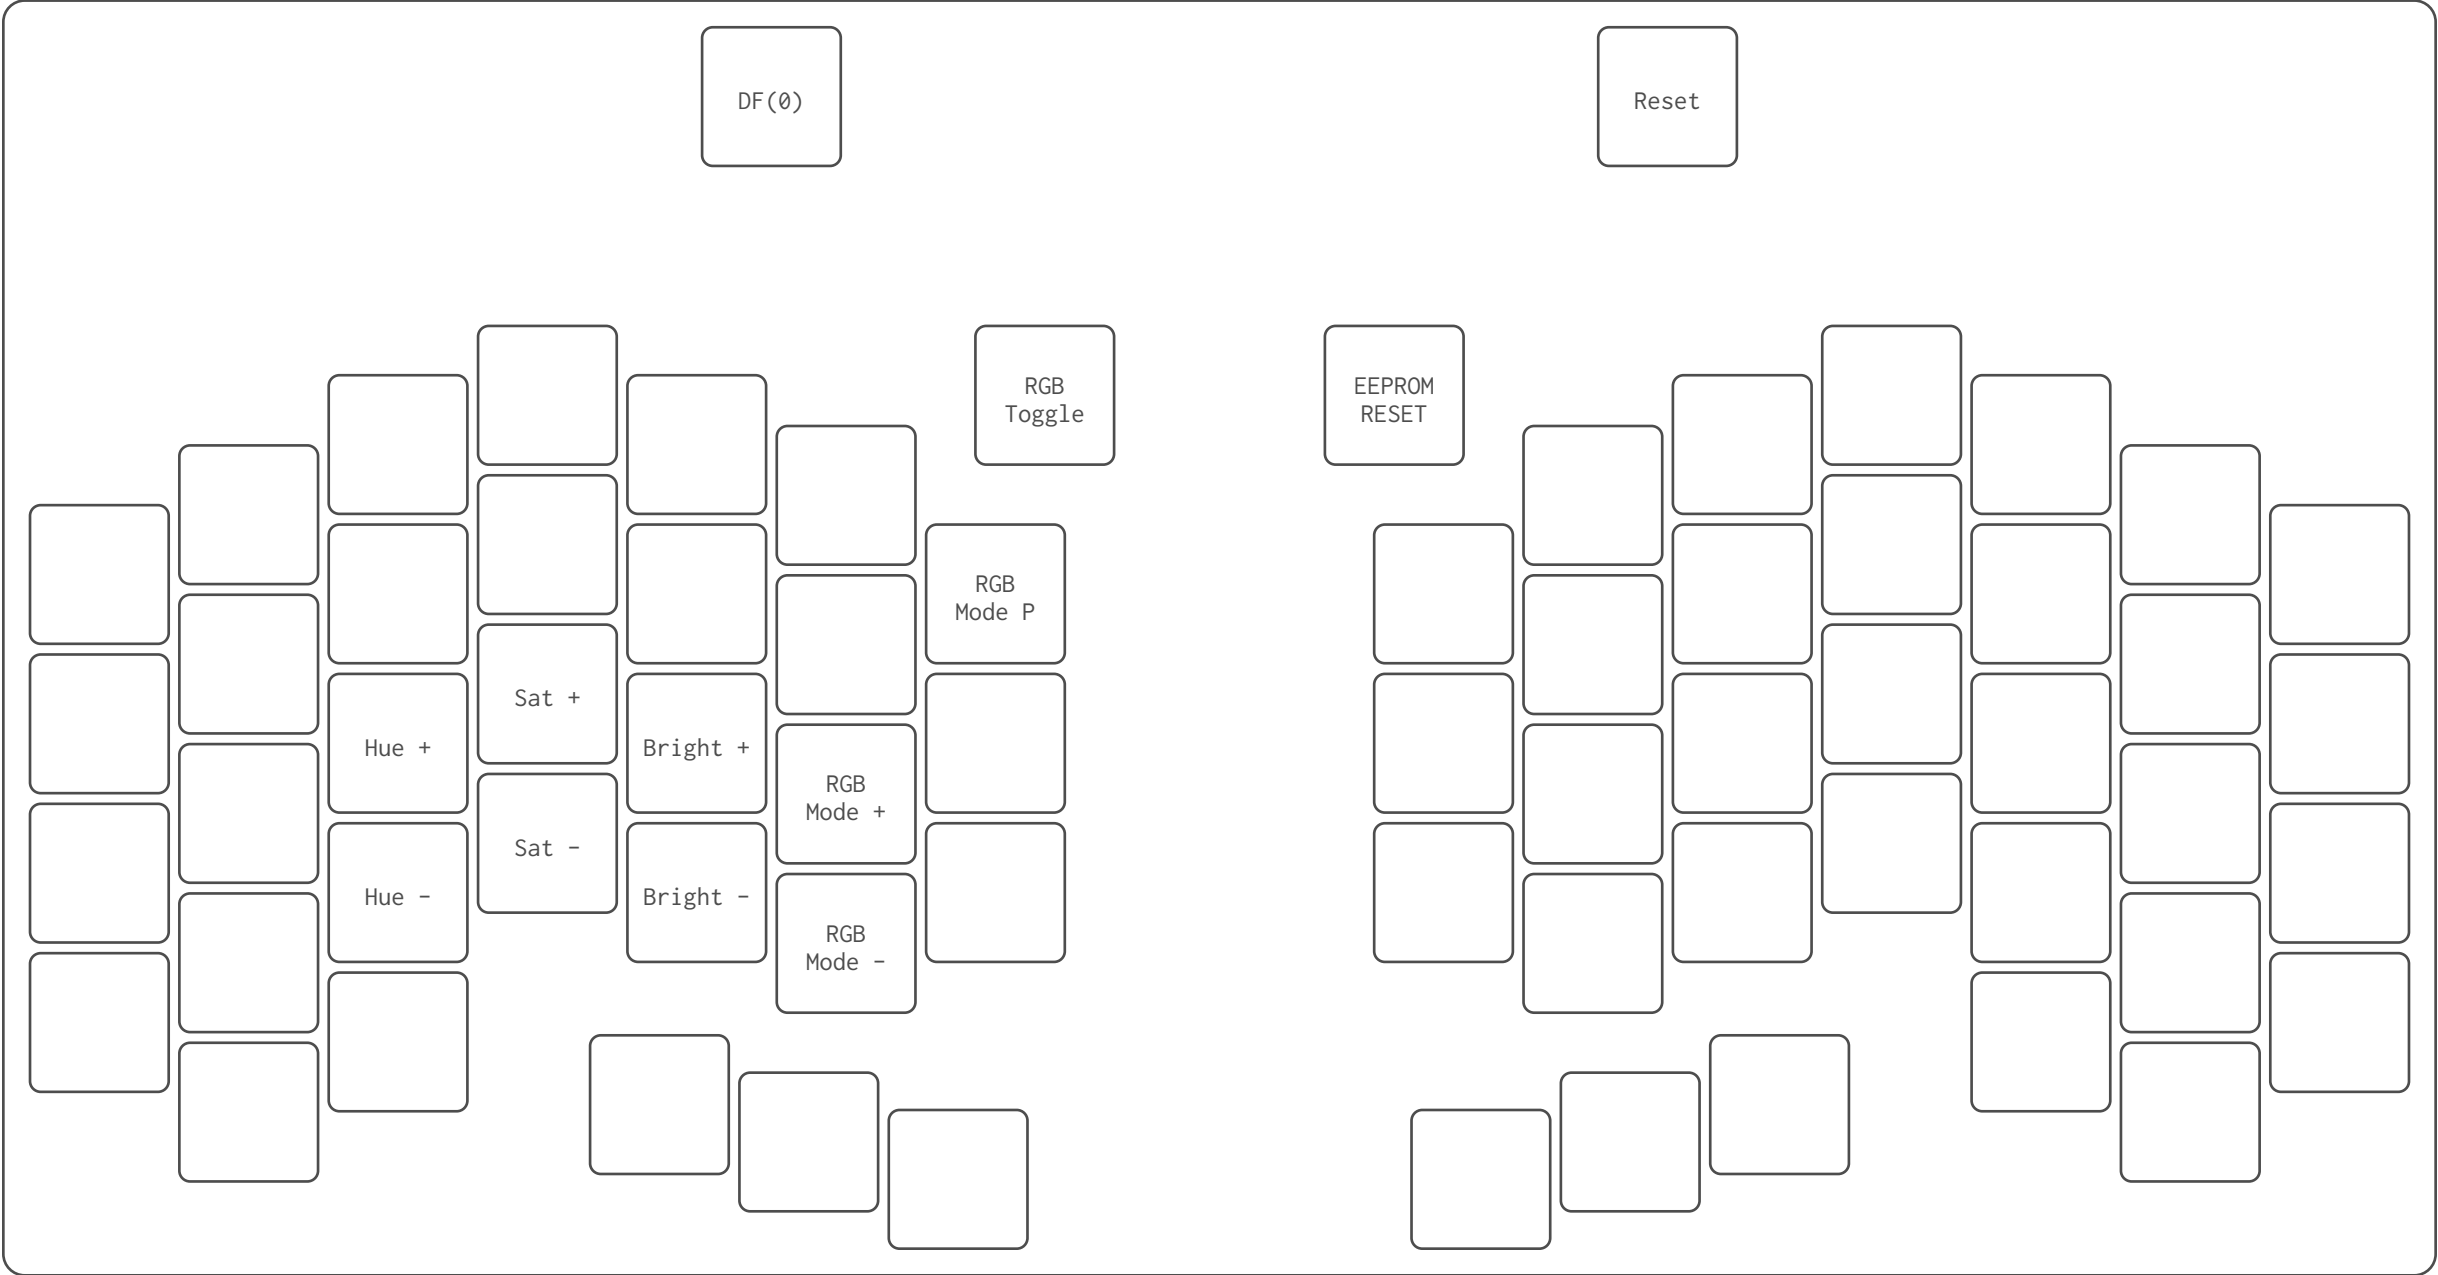 DF(0)
Reset
RGB
Toggle
EEPROM
RESET
RGB
Mode P
Sat +
Hue +
Bright +
RGB
Mode +
Sat -
Hue -
Bright -
RGB
Mode -